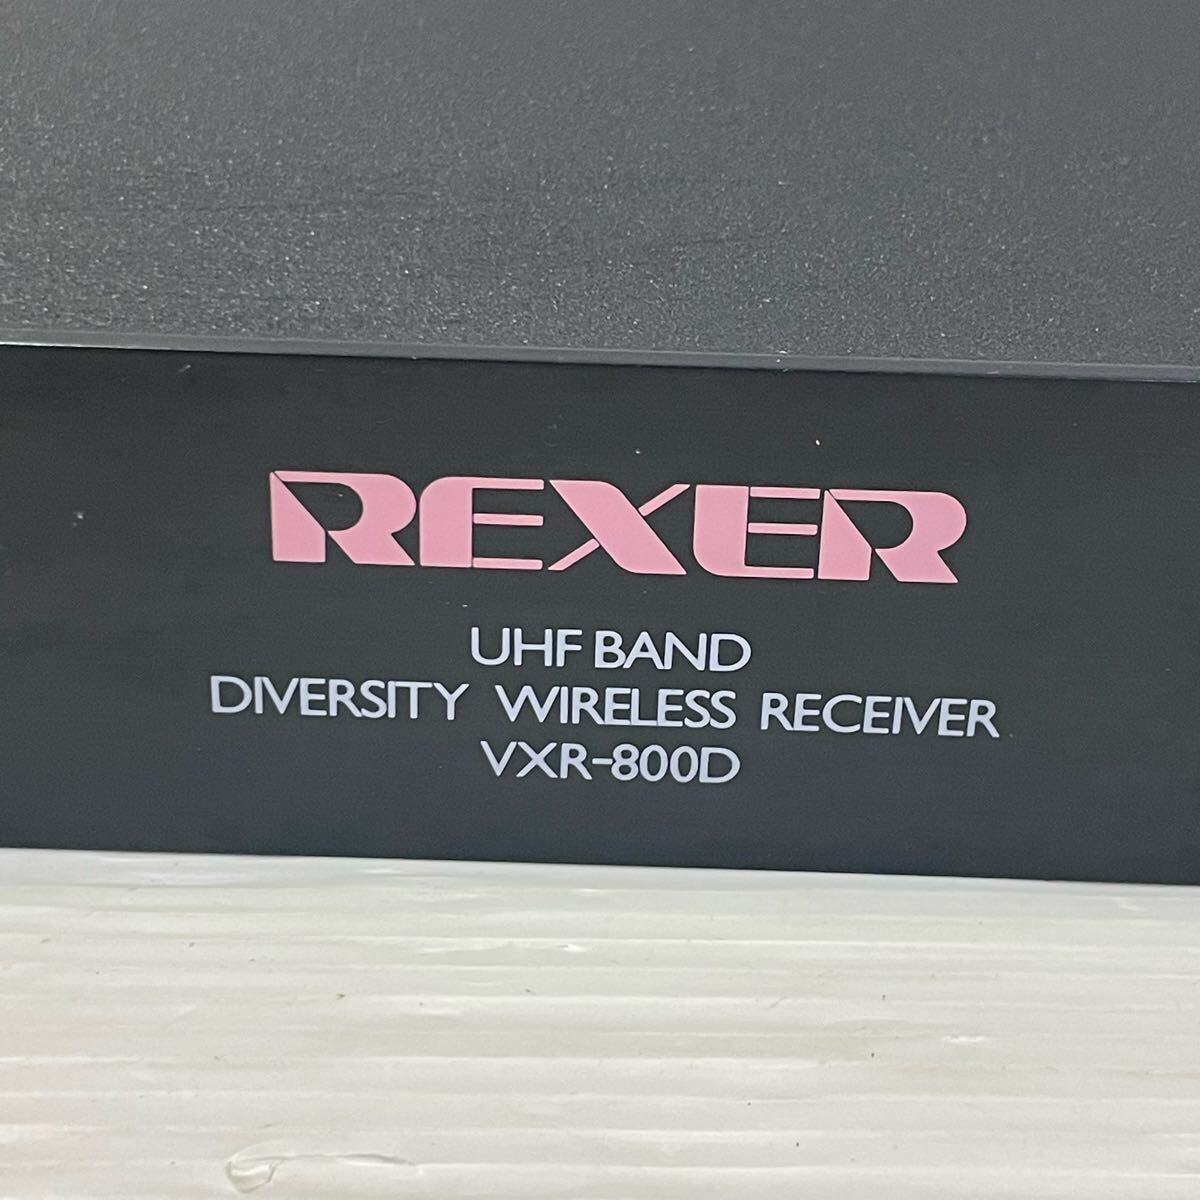 REXER
UHF BAND
DIVERSITY WIRELESS RECEIVER
VXR-800D